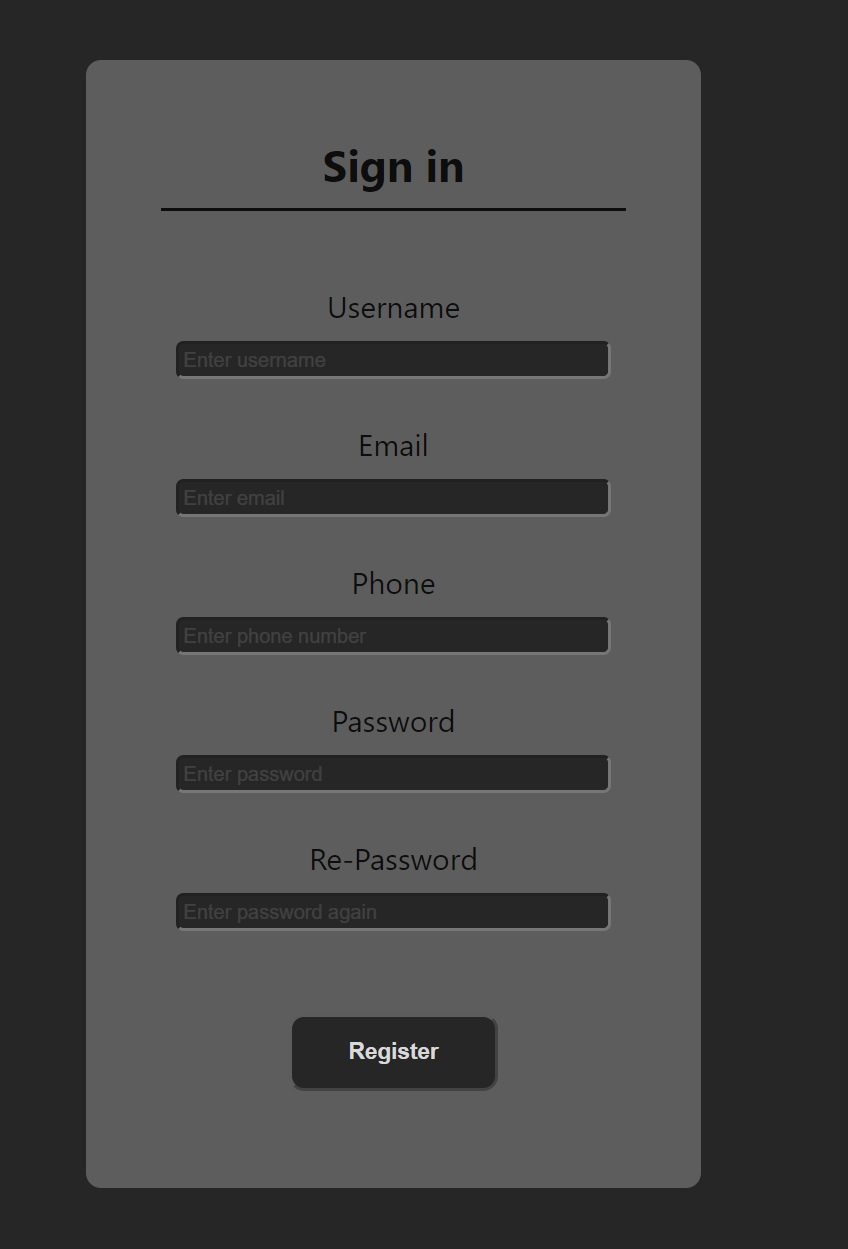 Sign in
Username
Enter username
Email
Enter email
Phone
Enter phone number
Password
Enter password
Re-Password
Enter password again
Register